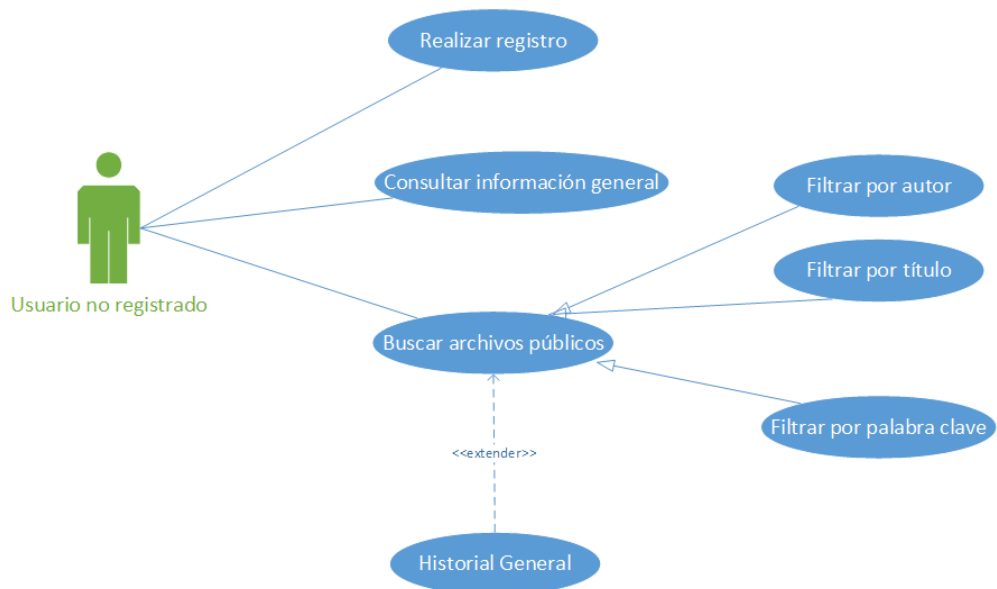 Realizar registro
Consultar información general
Filtrar por autor
Filtrar por título
Usuario no registrado
Buscar archivos públicos
Filtrar por palabra clave
<<extender>>
Historial General